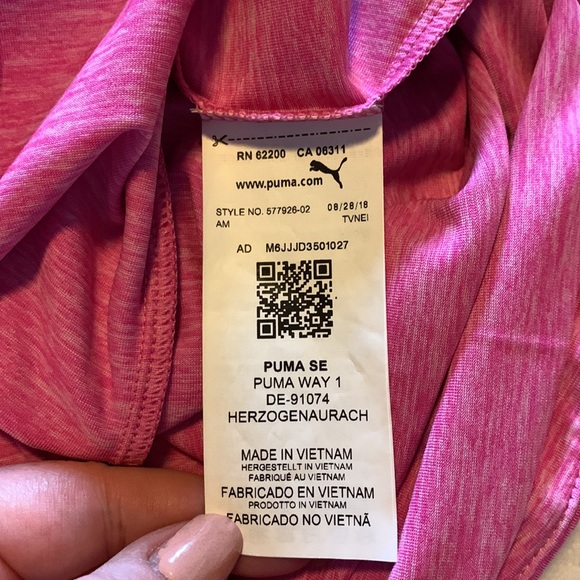 RN 62200 CA 06311
www.puma.com
STYLE NO. 577926-02 08/28/18
AM TVNEI
AD M6JJJD3501027
PUMA SE
PUMA WAY 1
DE-91074
HERZOGENAURACH
MADE IN VIETNAM
HERGESTELLT IN VIETNAM
FABRIQUÉ AU VIETNAM
FABRICADO EN VIETNAM
PRODOTTO IN VIETNAM
FABRICADO NO VIETNÃ